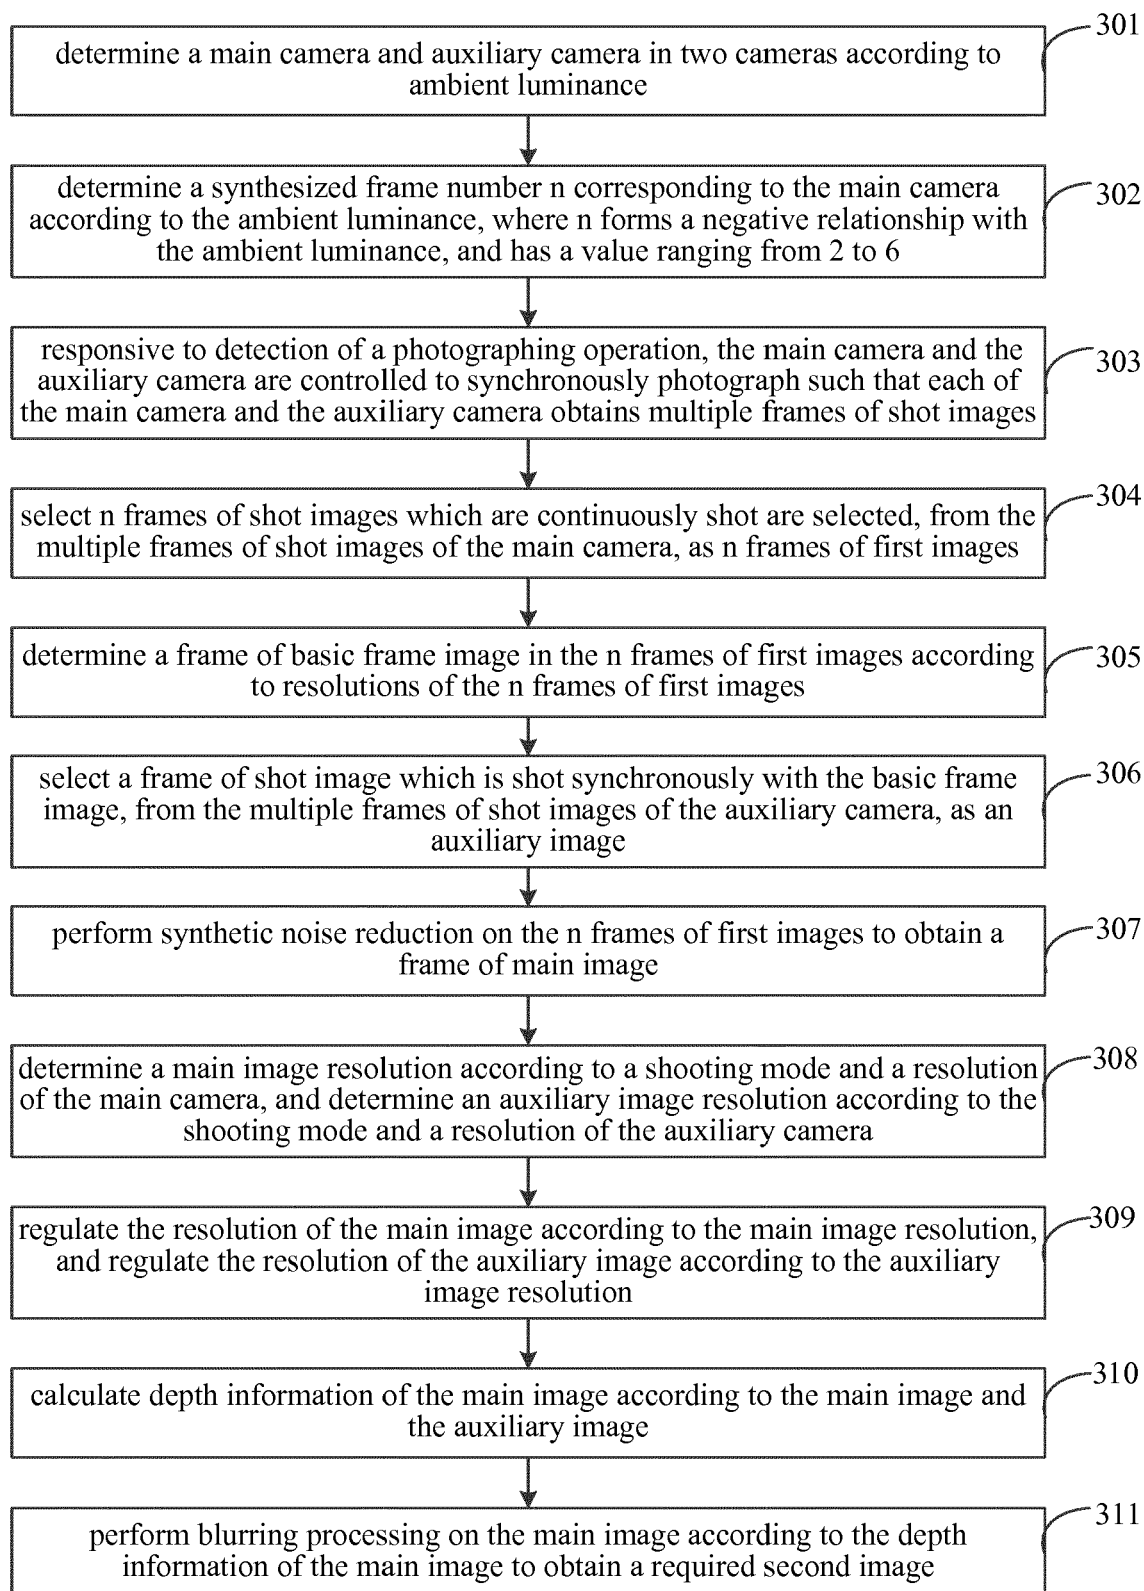 301
determine a main camera and auxiliary camera in two cameras according to
ambient luminance
302
determine a synthesized frame number n corresponding to the main camera
according to the ambient luminance, where n forms a negative relationship with
the ambient luminance, and has a value ranging from 2 to 6
303
responsive to detection of a photographing operation, the main camera and the
auxiliary camera are controlled to synchronously photograph such that each of
the main camera and the auxiliary camera obtains multiple frames of shot images
304
select n frames of shot images which are continuously shot are selected, from the
multiple frames of shot images of the main camera, as n frames of first images
305
determine a frame of basic frame image in the n frames of first images according
to resolutions of the n frames of first images
306
select a frame of shot image which is shot synchronously with the basic frame
image, from the multiple frames of shot images of the auxiliary camera, as an
auxiliary image
307
perform synthetic noise reduction on the n frames of first images to obtain a
frame of main image
308
determine a main image resolution according to a shooting mode and a resolution
of the main camera, and determine an auxiliary image resolution according to the
shooting mode and a resolution of the auxiliary camera
309
regulate the resolution of the main image according to the main image resolution,
and regulate the resolution of the auxiliary image according to the auxiliary
image resolution
310
calculate depth information of the main image according to the main image and
the auxiliary image
311
perform blurring processing on the main image according to the depth
information of the main image to obtain a required second image